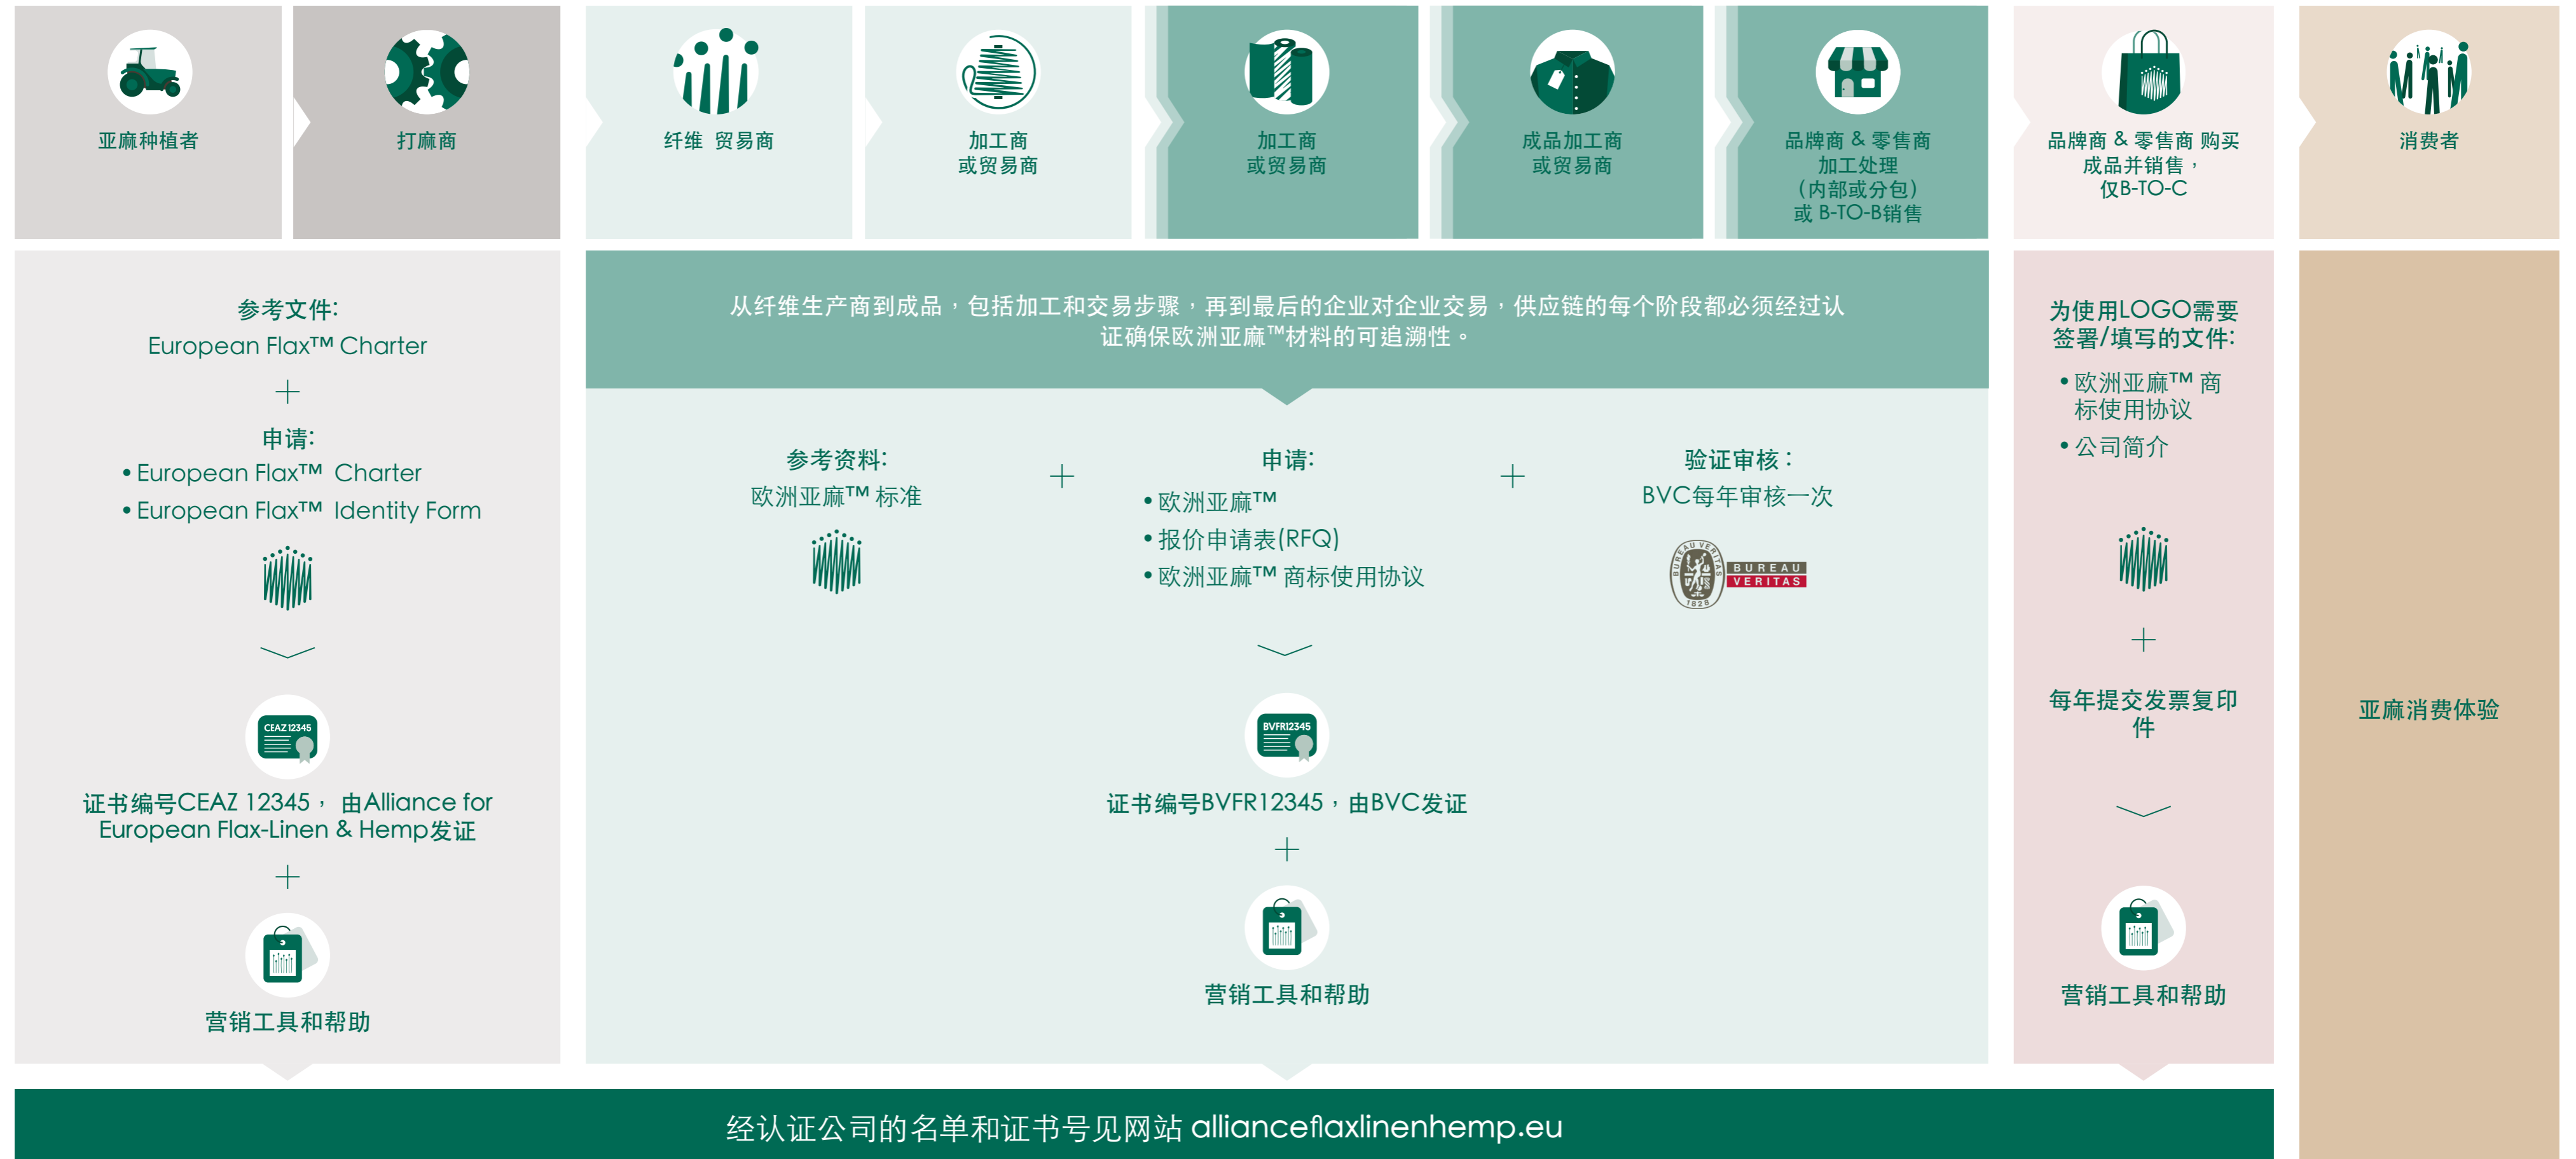 亚麻种植者
打麻商
纤维 贸易商
加工商
或贸易商
加工商
或贸易商
成品加工商
或贸易商
品牌商 & 零售商
加工处理
(内部或分包)
或 B-TO-B销售
品牌商 & 零售商 购买
成品并销售，
仅B-TO-C
消费者
参考文件:
European Flax™ Charter
+
申请:
• European Flax™ Charter
• European Flax™ Identity Form
CEAZ 12345
证书编号CEAZ 12345， 由Alliance for
European Flax-Linen & Hemp发证
+
营销工具和帮助
从纤维生产商到成品，包括加工和交易步骤，再到最后的企业对企业交易，供应链的每个阶段都必须经过认
证确保欧洲亚麻™材料的可追溯性。
参考资料:
欧洲亚麻™ 标准
+
申请:
• 欧洲亚麻™
• 报价申请表(RFQ)
• 欧洲亚麻™ 商标使用协议
+
验证审核：
BVC每年审核一次
BUREAU VERITAS
1828
BUREAU
VERITAS
BVFR12345
证书编号BVFR12345，由BVC发证
+
营销工具和帮助
为使用LOGO需要
签署/填写的文件:
• 欧洲亚麻™ 商
标使用协议
• 公司简介
+
每年提交发票复印
件
营销工具和帮助
亚麻消费体验
经认证公司的名单和证书号见网站 allianceflaxlinenhemp.eu